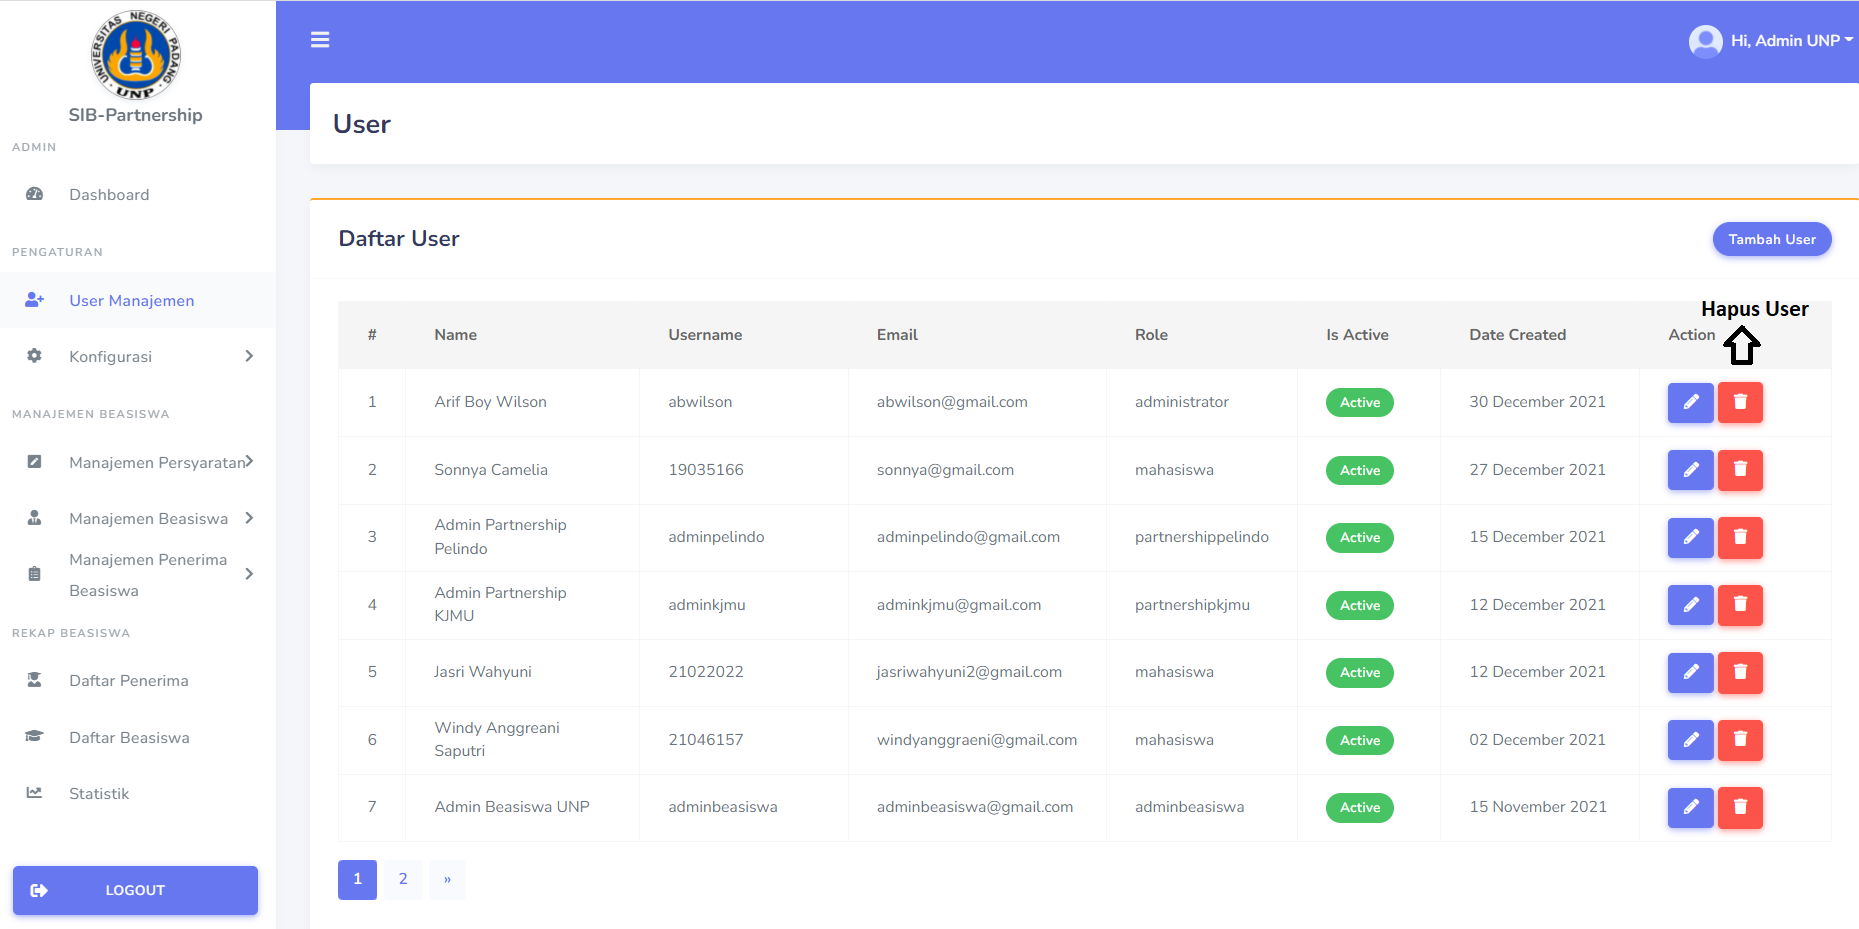 UNIVERSITAS NEGERI PADANG
UNP
SIB-Partnership
ADMIN
Dashboard
PENGATURAN
User Manajemen
Konfigurasi
MANAJEMEN BEASISWA
Manajemen Persyaratan
Manajemen Beasiswa
Manajemen Penerima
Beasiswa
REKAP BEASISWA
Daftar Penerima
Daftar Beasiswa
Statistik
LOGOUT
Hi, Admin UNP
User
Daftar User
Tambah User
Hapus User
# Name Username Email Role Is Active Date Created Action
1 Arif Boy Wilson abwilson abwilson@gmail.com administrator Active 30 December 2021
2 Sonnya Camelia 19035166 sonnya@gmail.com mahasiswa Active 27 December 2021
3 Admin Partnership Pelindo adminpelindo adminpelindo@gmail.com partnershippelindo Active 15 December 2021
4 Admin Partnership KJMU adminkjmu adminkjmu@gmail.com partnershipkjmu Active 12 December 2021
5 Jasri Wahyuni 21022022 jasriwahyuni2@gmail.com mahasiswa Active 12 December 2021
6 Windy Anggreani Saputri 21046157 windyanggraeni@gmail.com mahasiswa Active 02 December 2021
7 Admin Beasiswa UNP adminbeasiswa adminbeasiswa@gmail.com adminbeasiswa Active 15 November 2021
1 2 »